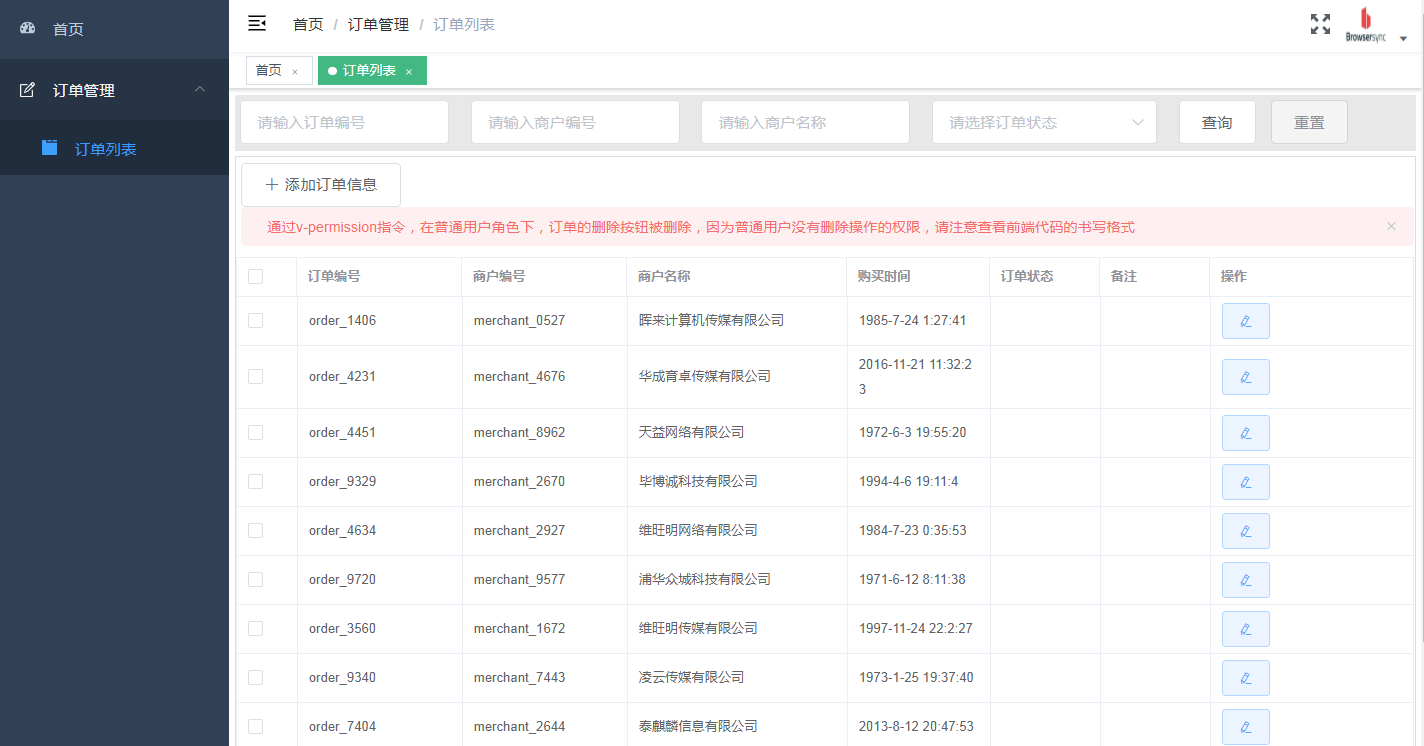 首页
订单管理
订单列表
首页 / 订单管理 / 订单列表
Browsersync
首页 ×
订单列表 ×
请输入订单编号
请输入商户编号
请输入商户名称
请选择订单状态
查询
重置
添加订单信息
通过v-permission指令，在普通用户角色下，订单的删除按钮被删除，因为普通用户没有删除操作的权限，请注意查看前端代码的书写格式
订单编号 商户编号 商户名称 购买时间 订单状态 备注 操作
order_1406 merchant_0527 晖来计算机传媒有限公司 1985-7-24 1:27:41
order_4231 merchant_4676 华成育卓传媒有限公司 2016-11-21 11:32:2
3
order_4451 merchant_8962 天益网络有限公司 1972-6-3 19:55:20
order_9329 merchant_2670 毕博诚科技有限公司 1994-4-6 19:11:4
order_4634 merchant_2927 维旺明网络有限公司 1984-7-23 0:35:53
order_9720 merchant_9577 浦华众城科技有限公司 1971-6-12 8:11:38
order_3560 merchant_1672 维旺明传媒有限公司 1997-11-24 22:2:27
order_9340 merchant_7443 凌云传媒有限公司 1973-1-25 19:37:40
order_7404 merchant_2644 泰麒麟信息有限公司 2013-8-12 20:47:53